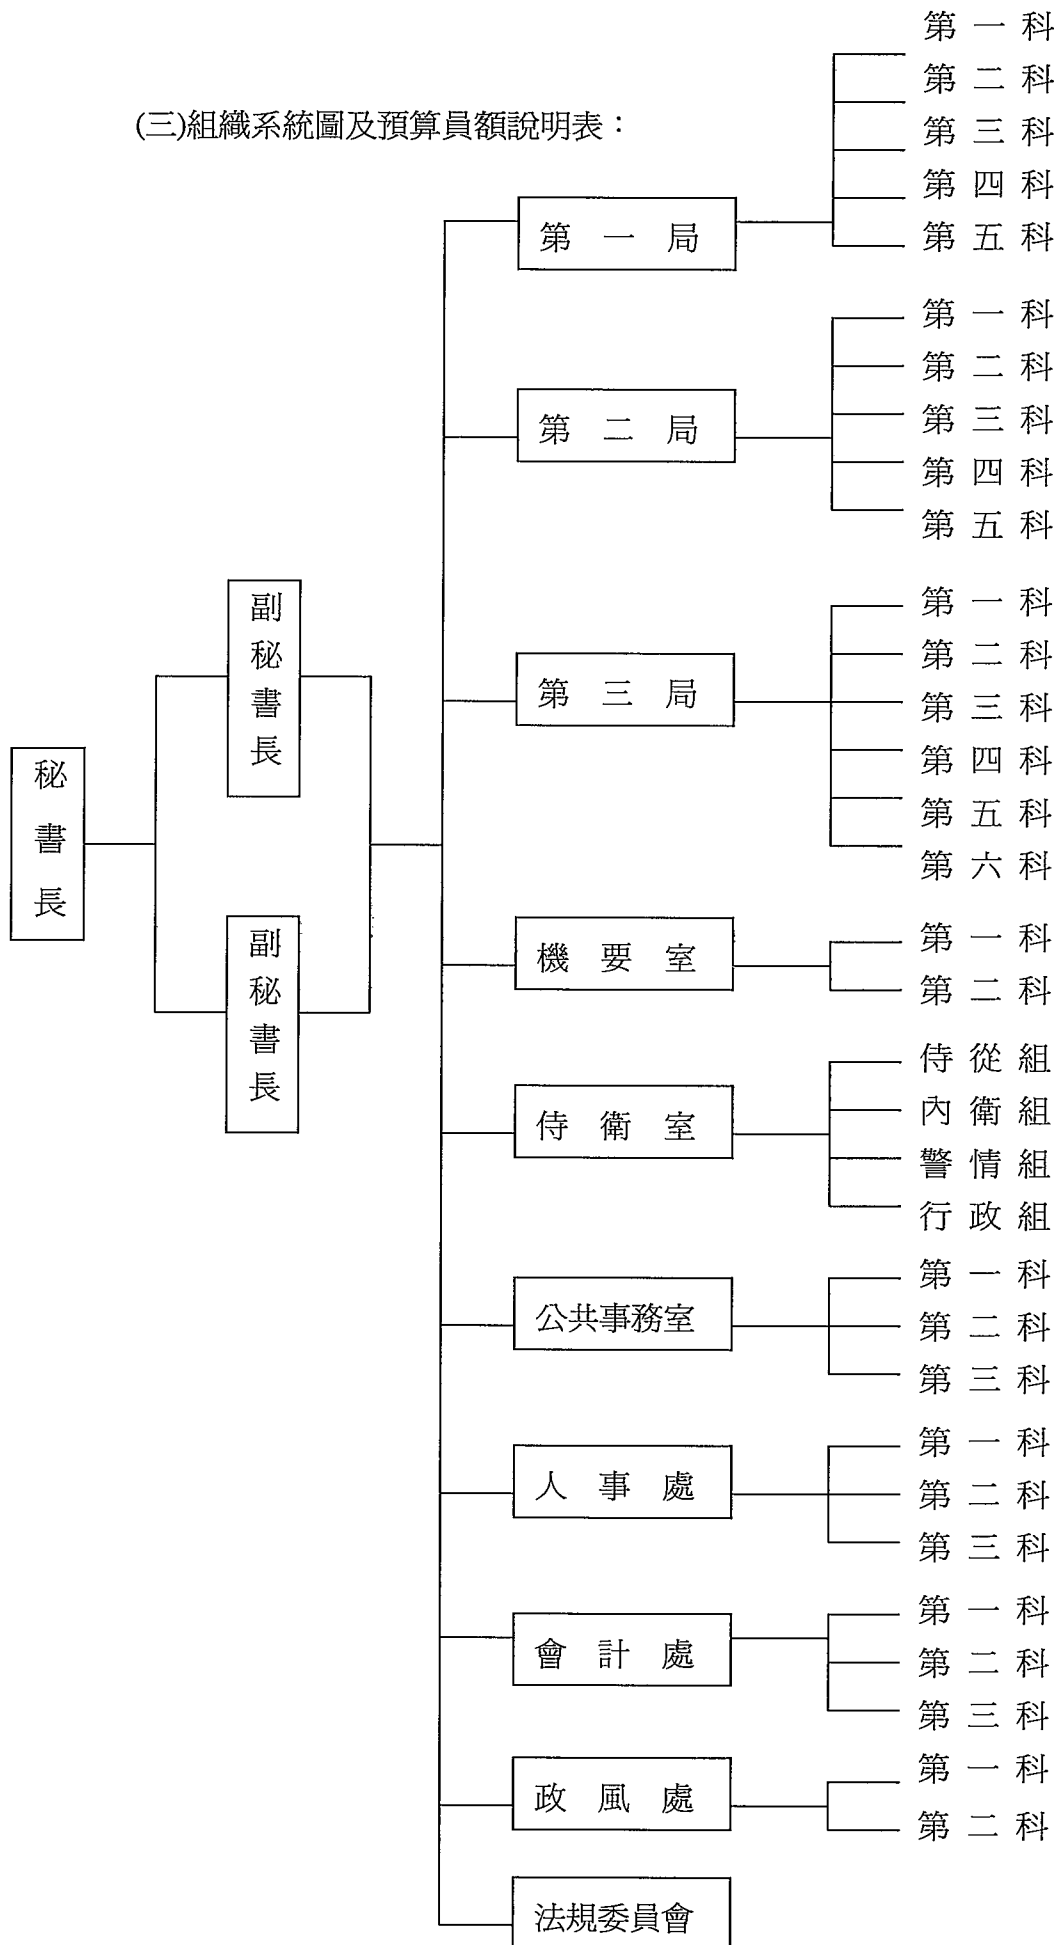 (三)組織系統圖及預算員額說明表：
秘書長
副秘書長
副秘書長
第一局
第一科
第二科
第三科
第四科
第五科
第二局
第一科
第二科
第三科
第四科
第五科
第三局
第一科
第二科
第三科
第四科
第五科
第六科
機要室
第一科
第二科
侍衛室
侍從組
內衛組
警情組
行政組
公共事務室
第一科
第二科
第三科
人事處
第一科
第二科
第三科
會計處
第一科
第二科
第三科
政風處
第一科
第二科
法規委員會